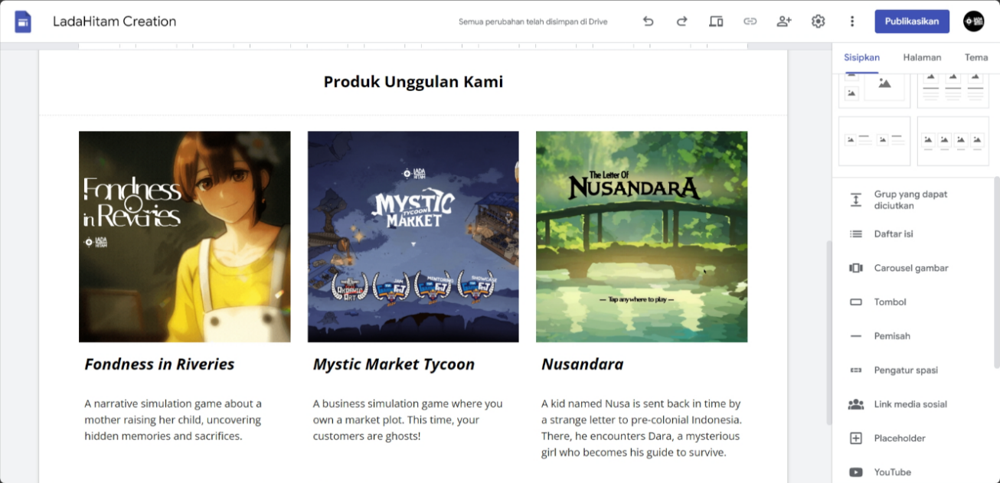 LadaHitam Creation
Semua perubahan telah disimpan di Drive
Publikasikan
Sisipkan
Halaman
Tema
Produk Unggulan Kami
Fondness
in Reveries
LADA
HITAM
LADA
HITAM
MYSTIC
TYCOON
MARKET
The Letter Of
NUSANDARA
— Tap anywhere to play —
Fondness in Riveries
Mystic Market Tycoon
Nusandara
A narrative simulation game about a
mother raising her child, uncovering
hidden memories and sacrifices.
A business simulation game where you
own a market plot. This time, your
customers are ghosts!
A kid named Nusa is sent back in time by
a strange letter to pre-colonial Indonesia.
There, he encounters Dara, a mysterious
girl who becomes his guide to survive.
Grup yang dapat
diciutkan
Daftar isi
Carousel gambar
Tombol
Pemisah
Pengatur spasi
Link media sosial
Placeholder
YouTube